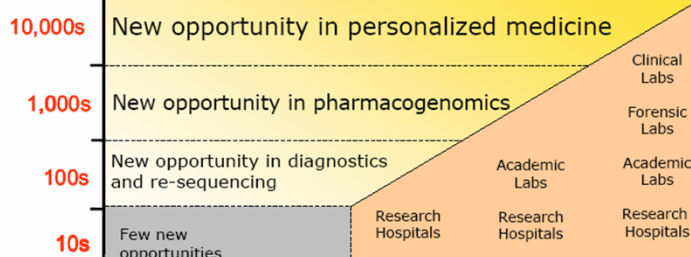 10,000s
New opportunity in personalized medicine
Clinical
Labs
1,000s
New opportunity in pharmacogenomics
Forensic
Labs
100s
New opportunity in diagnostics
and re-sequencing
Academic
Labs
Academic
Labs
10s
Few new
opportunities
Research
Hospitals
Research
Hospitals
Research
Hospitals